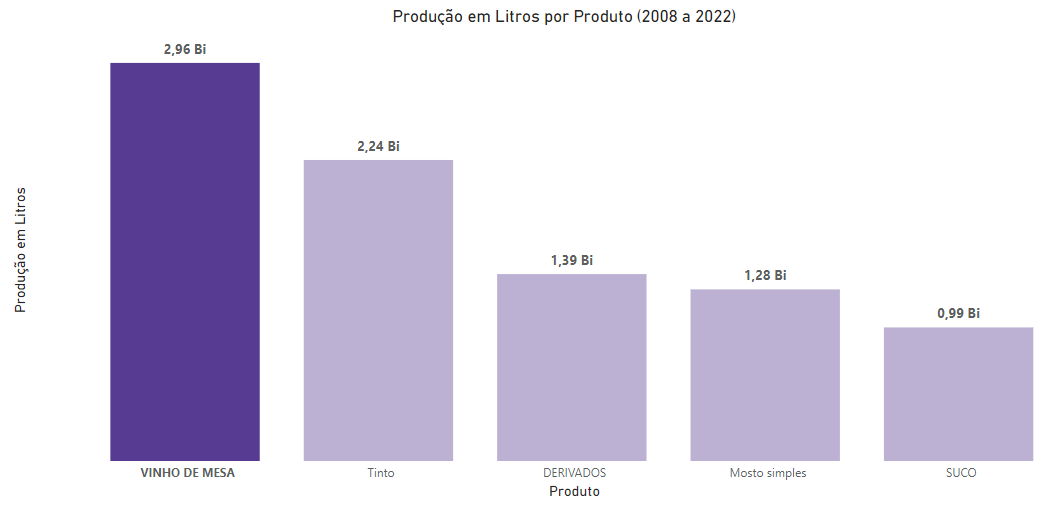 Produção em Litros por Produto (2008 a 2022)
2,96 Bi
2,24 Bi
1,39 Bi
1,28 Bi
0,99 Bi
Produção em Litros
VINHO DE MESA
Tinto
DERIVADOS
Mosto simples
SUCO
Produto